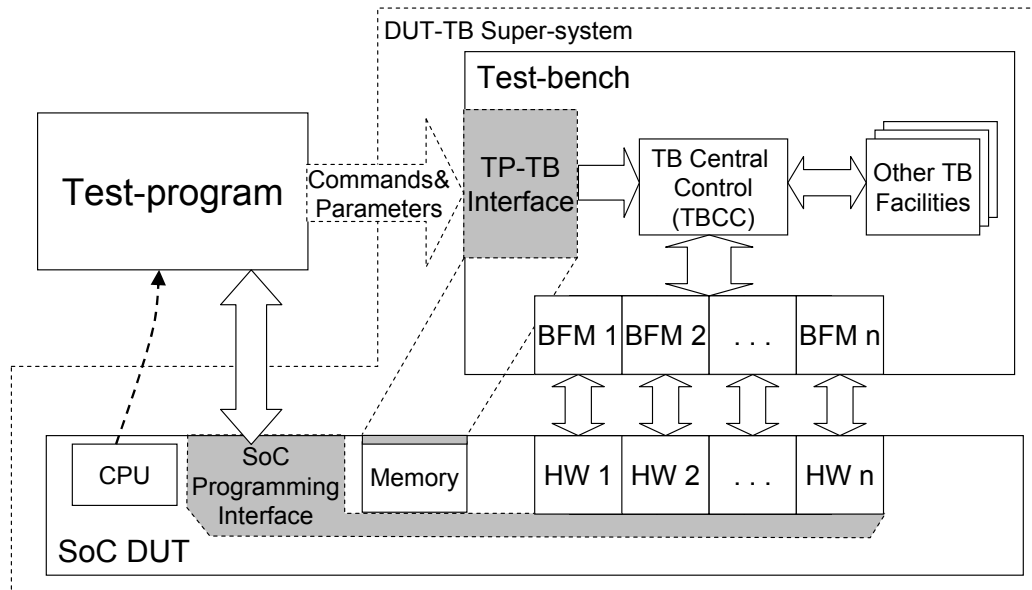 DUT-TB Super-system
Test-bench
Test-program
Commands&
Parameters
TP-TB
Interface
TB Central
Control
(TBCC)
Other TB
Facilities
BFM 1
BFM 2
. . .
BFM n
CPU
SoC
Programming
Interface
Memory
HW 1
HW 2
. . .
HW n
SoC DUT